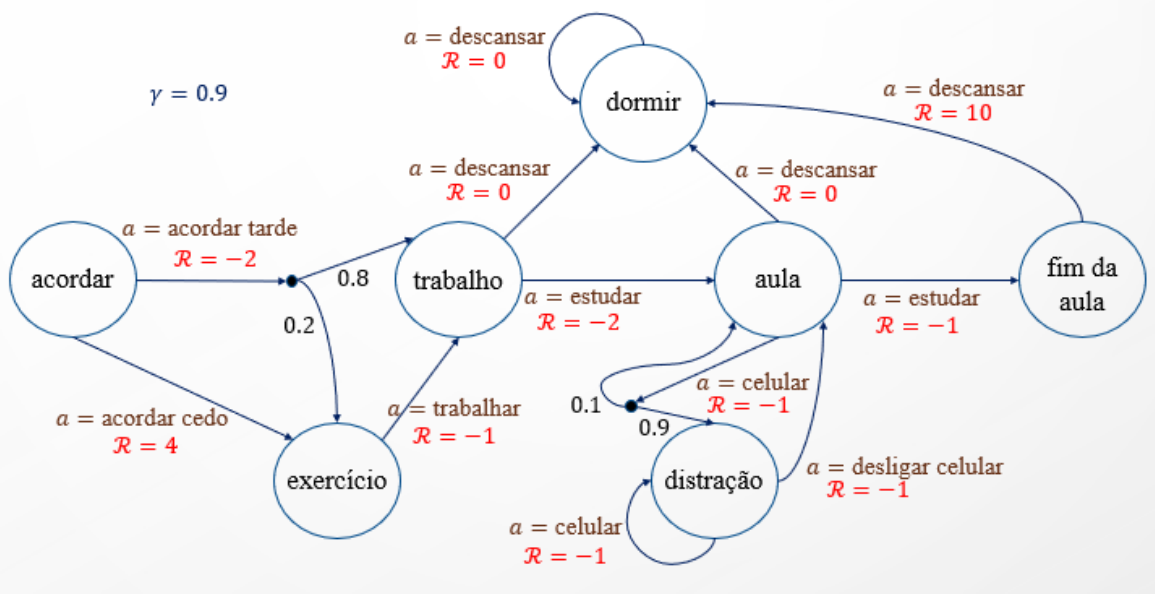 a = descansar
R = 0
dormir
γ = 0.9
a = descansar
R = 10
a = descansar
R = 0
a = descansar
R = 0
acordar
a = acordar tarde
R = −2
0.8
0.2
trabalho
a = estudar
R = −2
aula
a = estudar
R = −1
fim da
aula
a = acordar cedo
R = 4
a = trabalhar
R = −1
exercício
a = celular
R = −1
0.1
0.9
distração
a = desligar celular
R = −1
a = celular
R = −1